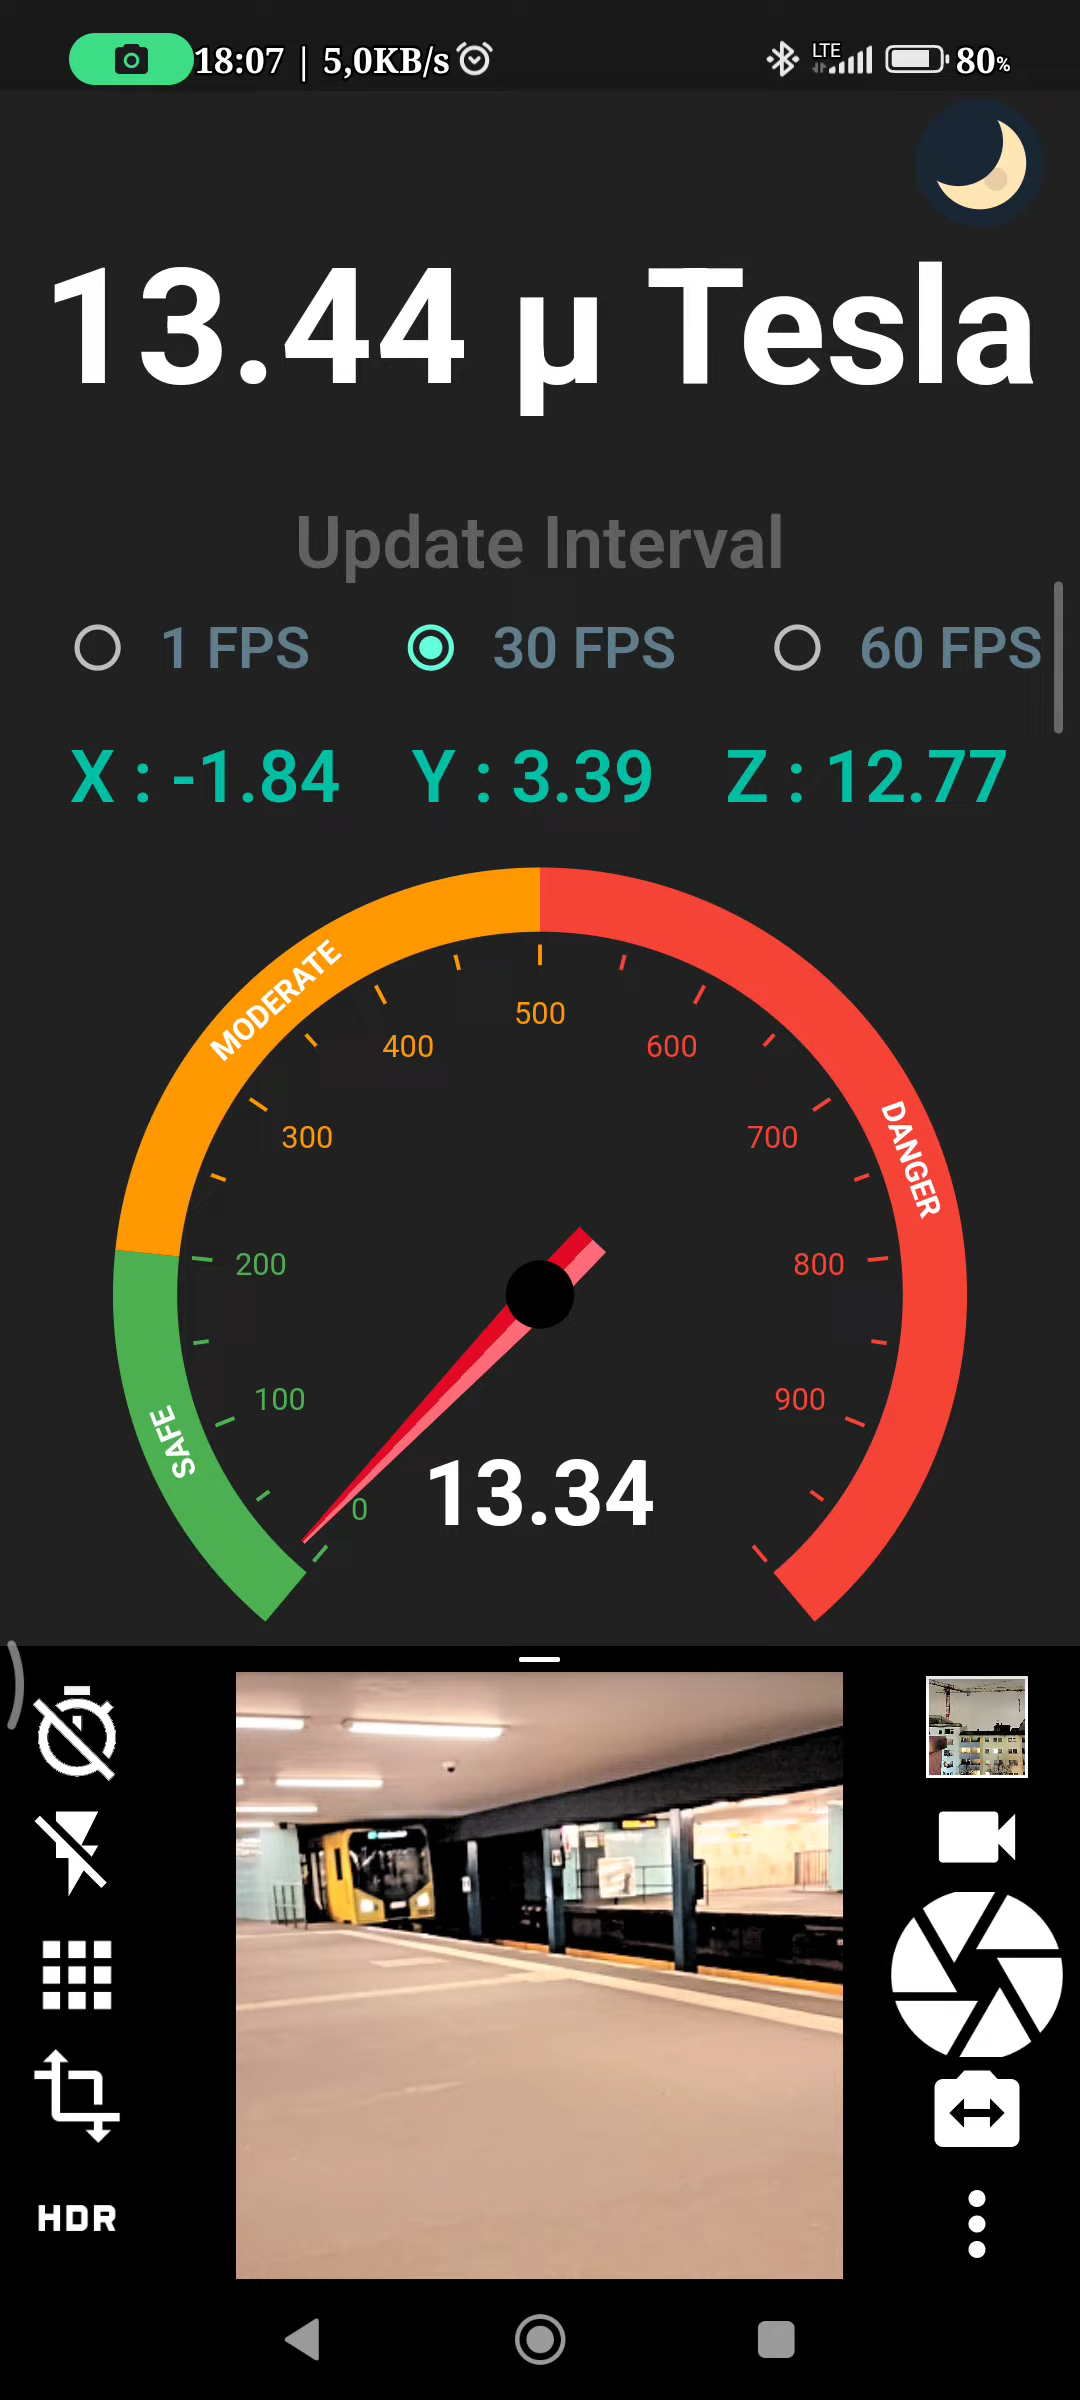 18:07 | 5,0KB/s LTE 80%
13.44 µ Tesla
Update Interval
1 FPS 30 FPS 60 FPS
X : -1.84 Y : 3.39 Z : 12.77
MODERATE
500
400 600
DANGER
300 700
200 800
100 900
SAFE
0 13.34
HDR